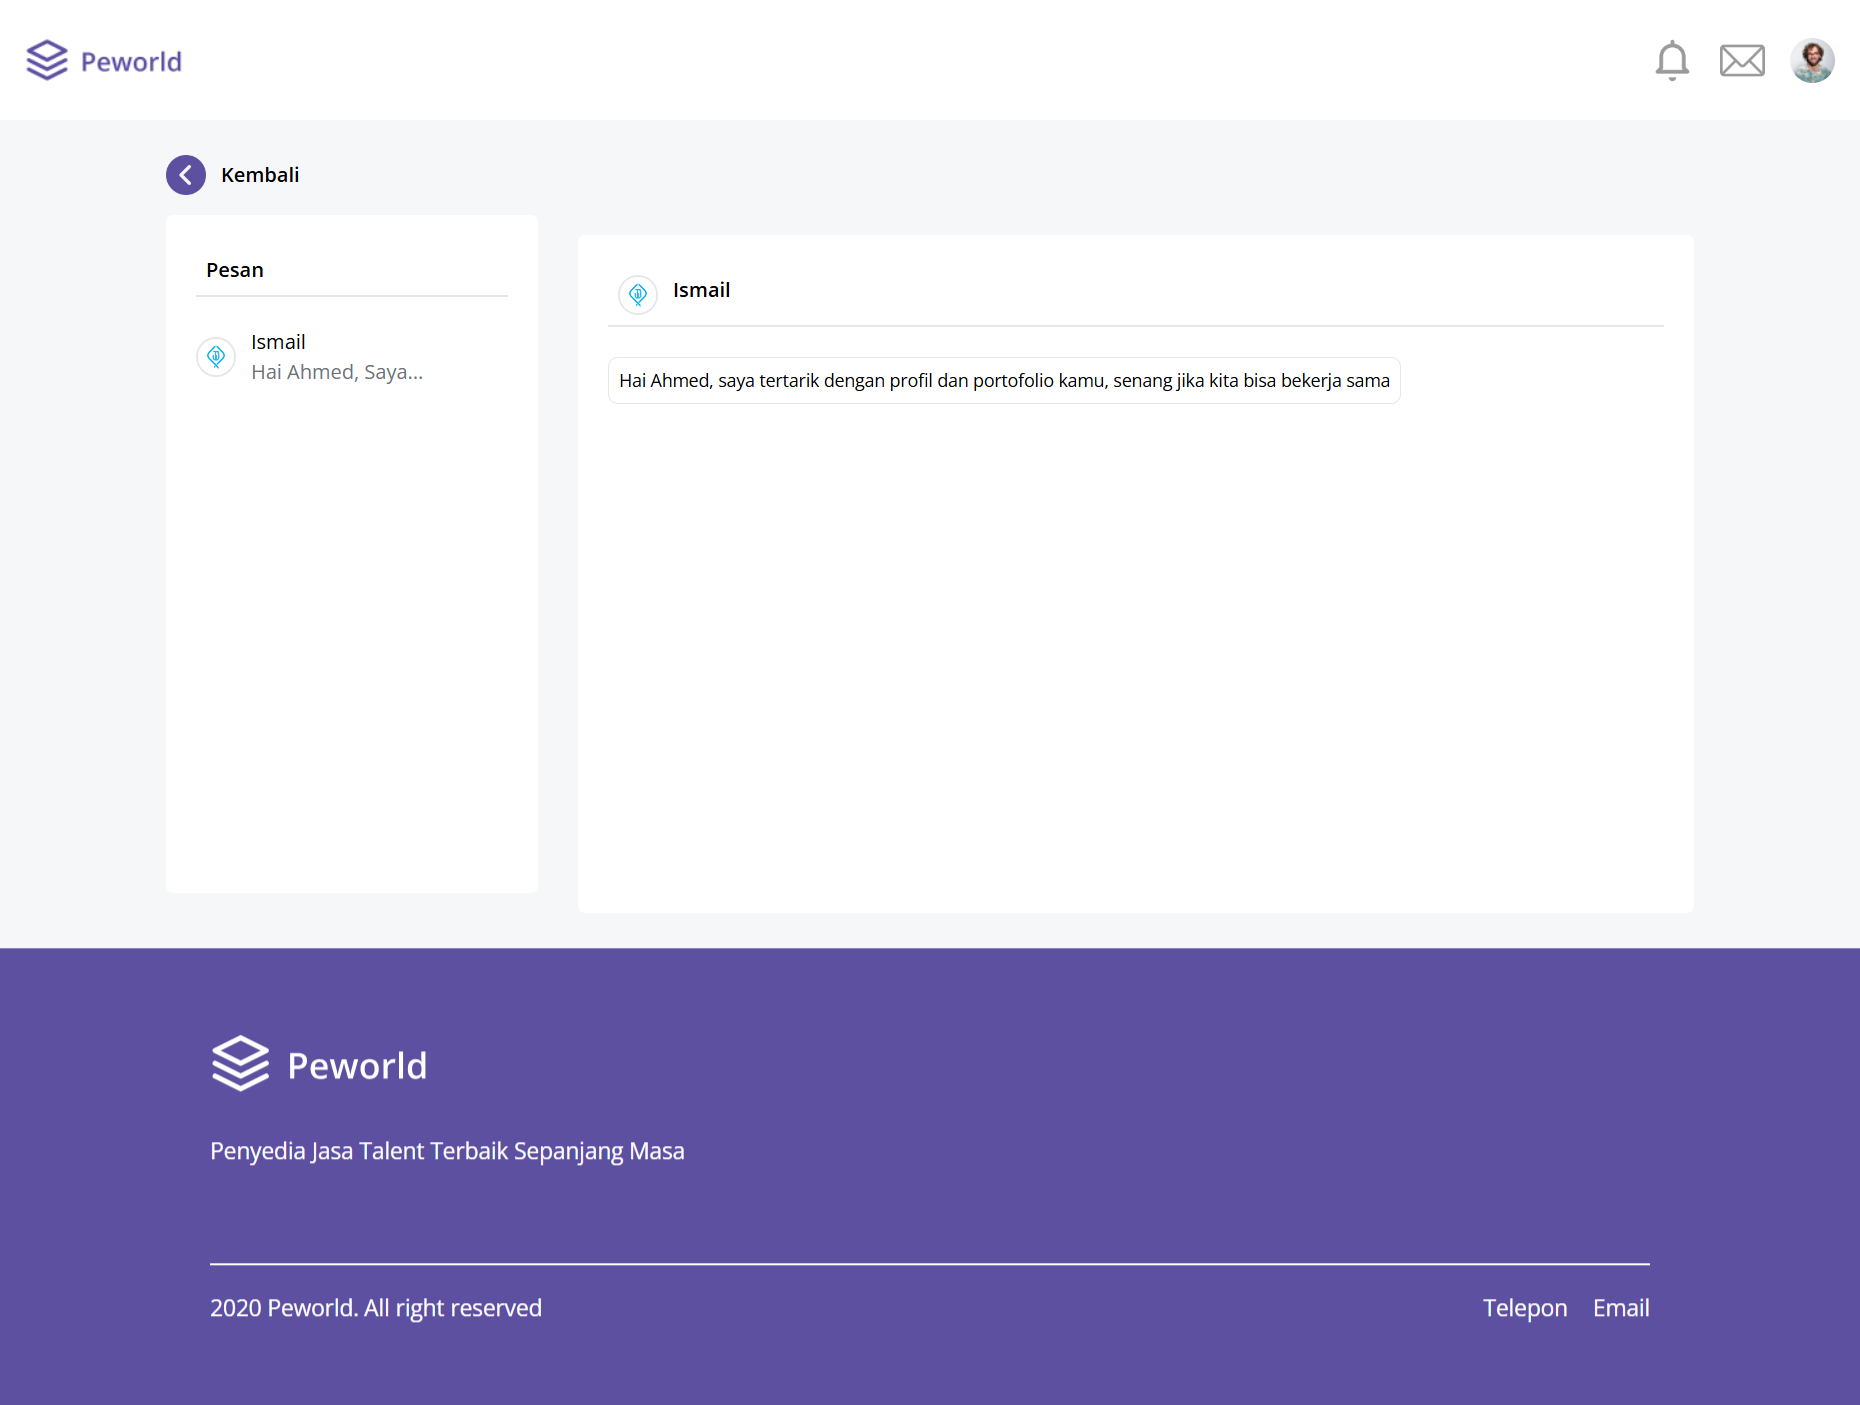 Peworld
Kembali
Pesan
Ismail
Hai Ahmed, Saya...
Ismail
Hai Ahmed, saya tertarik dengan profil dan portofolio kamu, senang jika kita bisa bekerja sama
Peworld
Penyedia Jasa Talent Terbaik Sepanjang Masa
2020 Peworld. All right reserved
Telepon Email